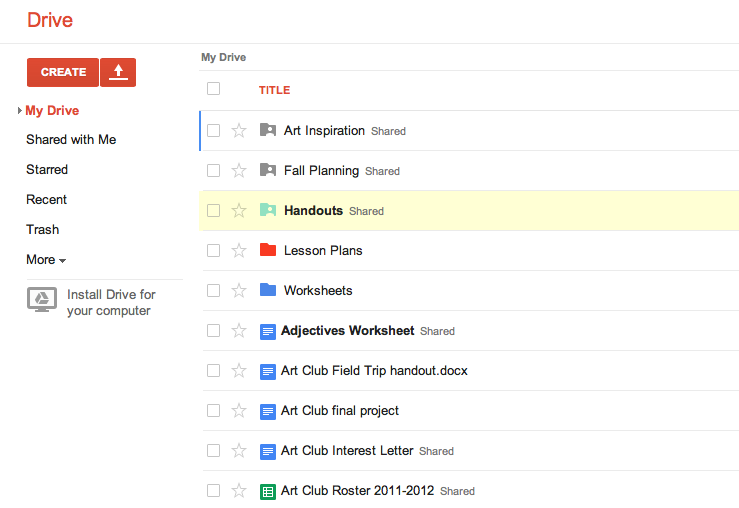 Drive
My Drive
CREATE
TITLE
My Drive
Art Inspiration Shared
Shared with Me
Starred
Fall Planning Shared
Recent
Handouts Shared
Trash
Lesson Plans
More
Install Drive for
your computer
Worksheets
Adjectives Worksheet Shared
Art Club Field Trip handout.docx
Art Club final project
Art Club Interest Letter Shared
Art Club Roster 2011-2012 Shared